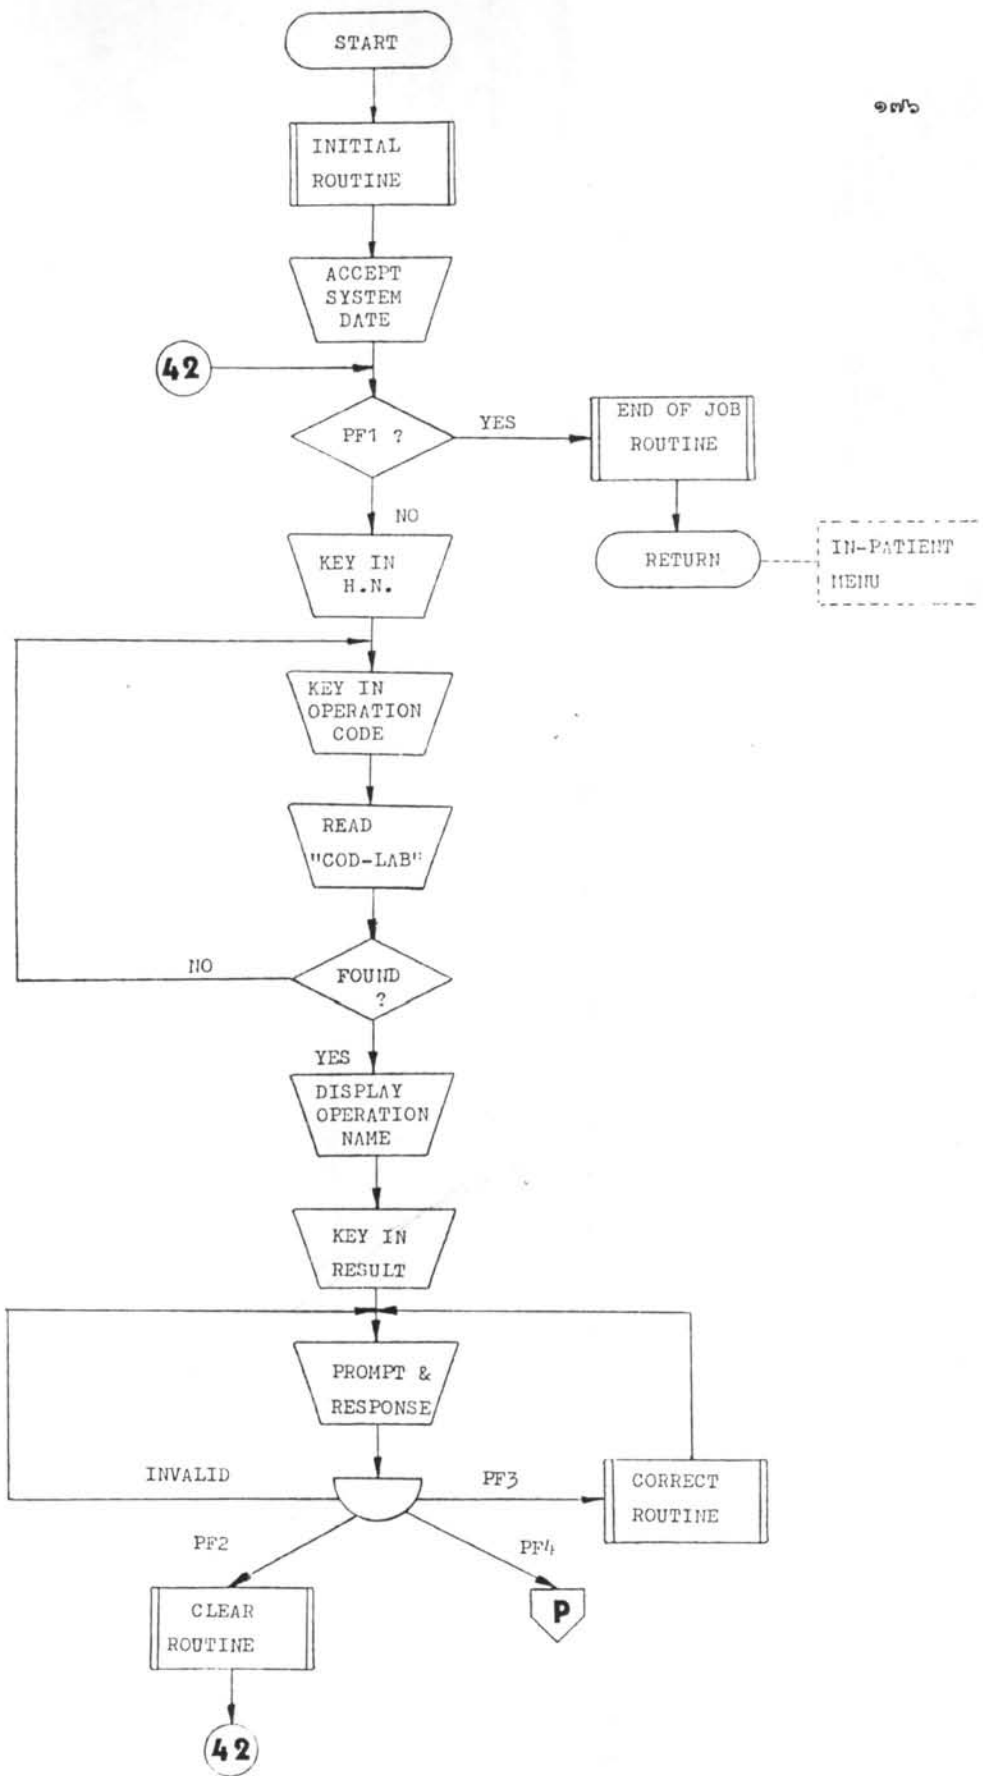 START
๑๗๖
INITIAL
ROUTINE
ACCEPT
SYSTEM
DATE
42
PF1 ?
YES
END OF JOB
ROUTINE
NO
KEY IN
H.N.
RETURN
IN-PATIENT
MENU
KEY IN
OPERATION
CODE
READ
"COD-LAB"
NO
FOUND
?
YES
DISPLAY
OPERATION
NAME
KEY IN
RESULT
PROMPT &
RESPONSE
INVALID
PF3
CORRECT
ROUTINE
PF2
PF4
CLEAR
ROUTINE
P
42